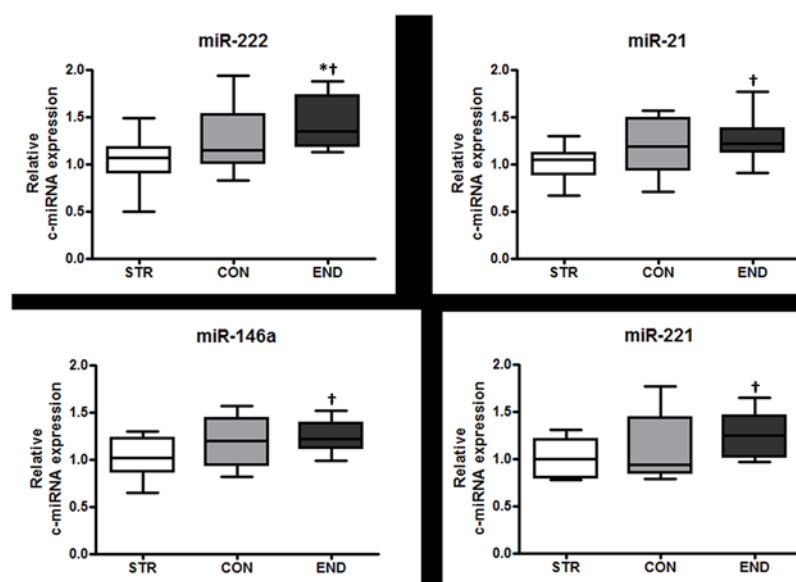 miR-222
Relative
c-miRNA expression
2.0
1.5
1.0
0.5
0.0
*†
STR CON END
miR-21
Relative
c-miRNA expression
2.0
1.5
1.0
0.5
0.0
†
STR CON END
miR-146a
Relative
c-miRNA expression
2.0
1.5
1.0
0.5
0.0
†
STR CON END
miR-221
Relative
c-miRNA expression
2.0
1.5
1.0
0.5
0.0
†
STR CON END